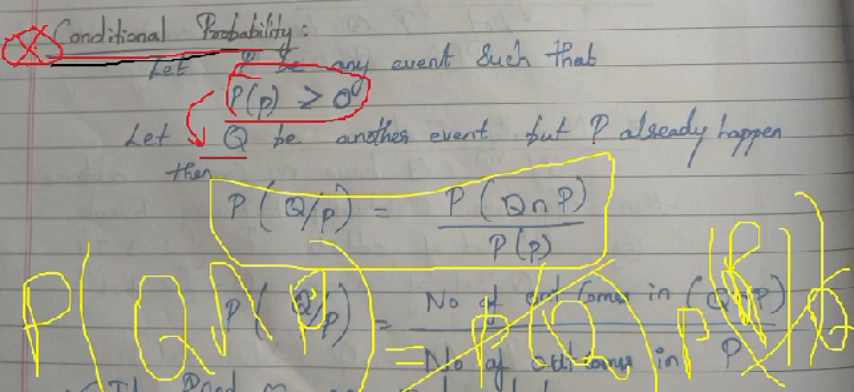 Conditional Probability:
Let P be any event such that
P(p) ≥ 0
Let Q be another event but P already happen
then
P(Q/p) = P(Q∩P) / P(p)
P(Q/p) = No of outcomes in (Q∩P) / No of outcomes in P
P(Q∩P) = P(Q)